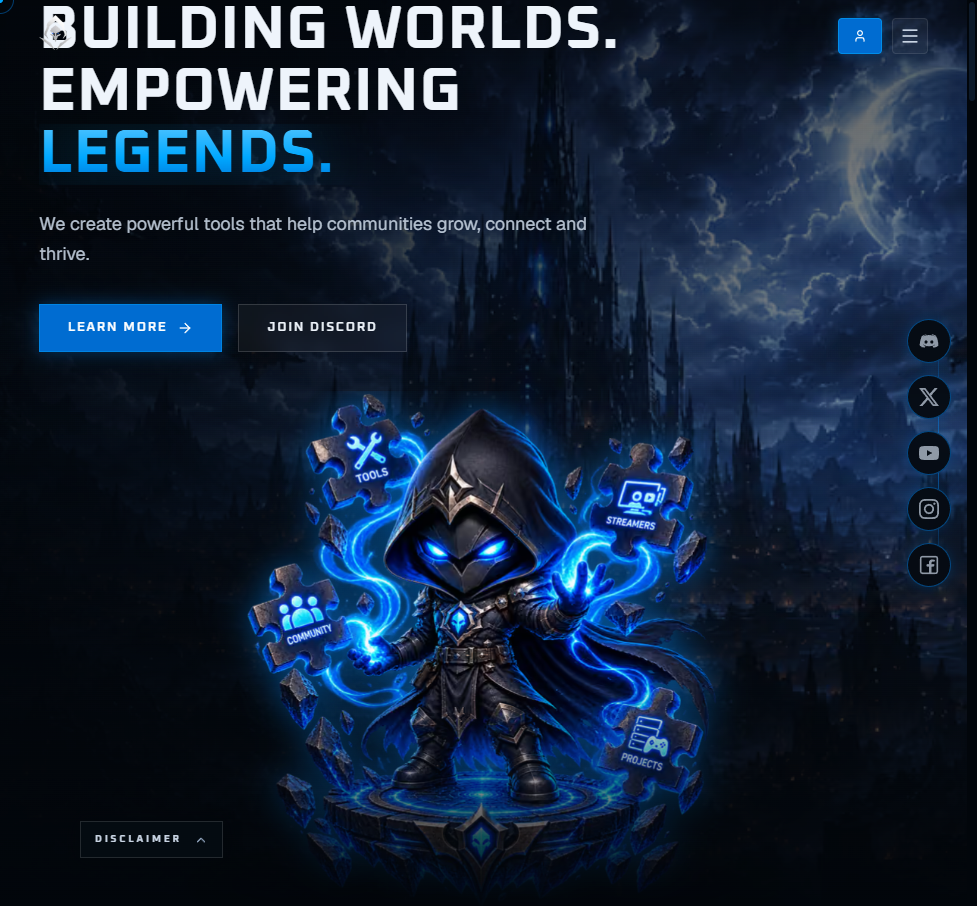 BUILDING WORLDS.
EMPOWERING
LEGENDS.
We create powerful tools that help communities grow, connect and
thrive.
LEARN MORE
JOIN DISCORD
TOOLS
STREAMERS
COMMUNITY
PROJECTS
DISCLAIMER